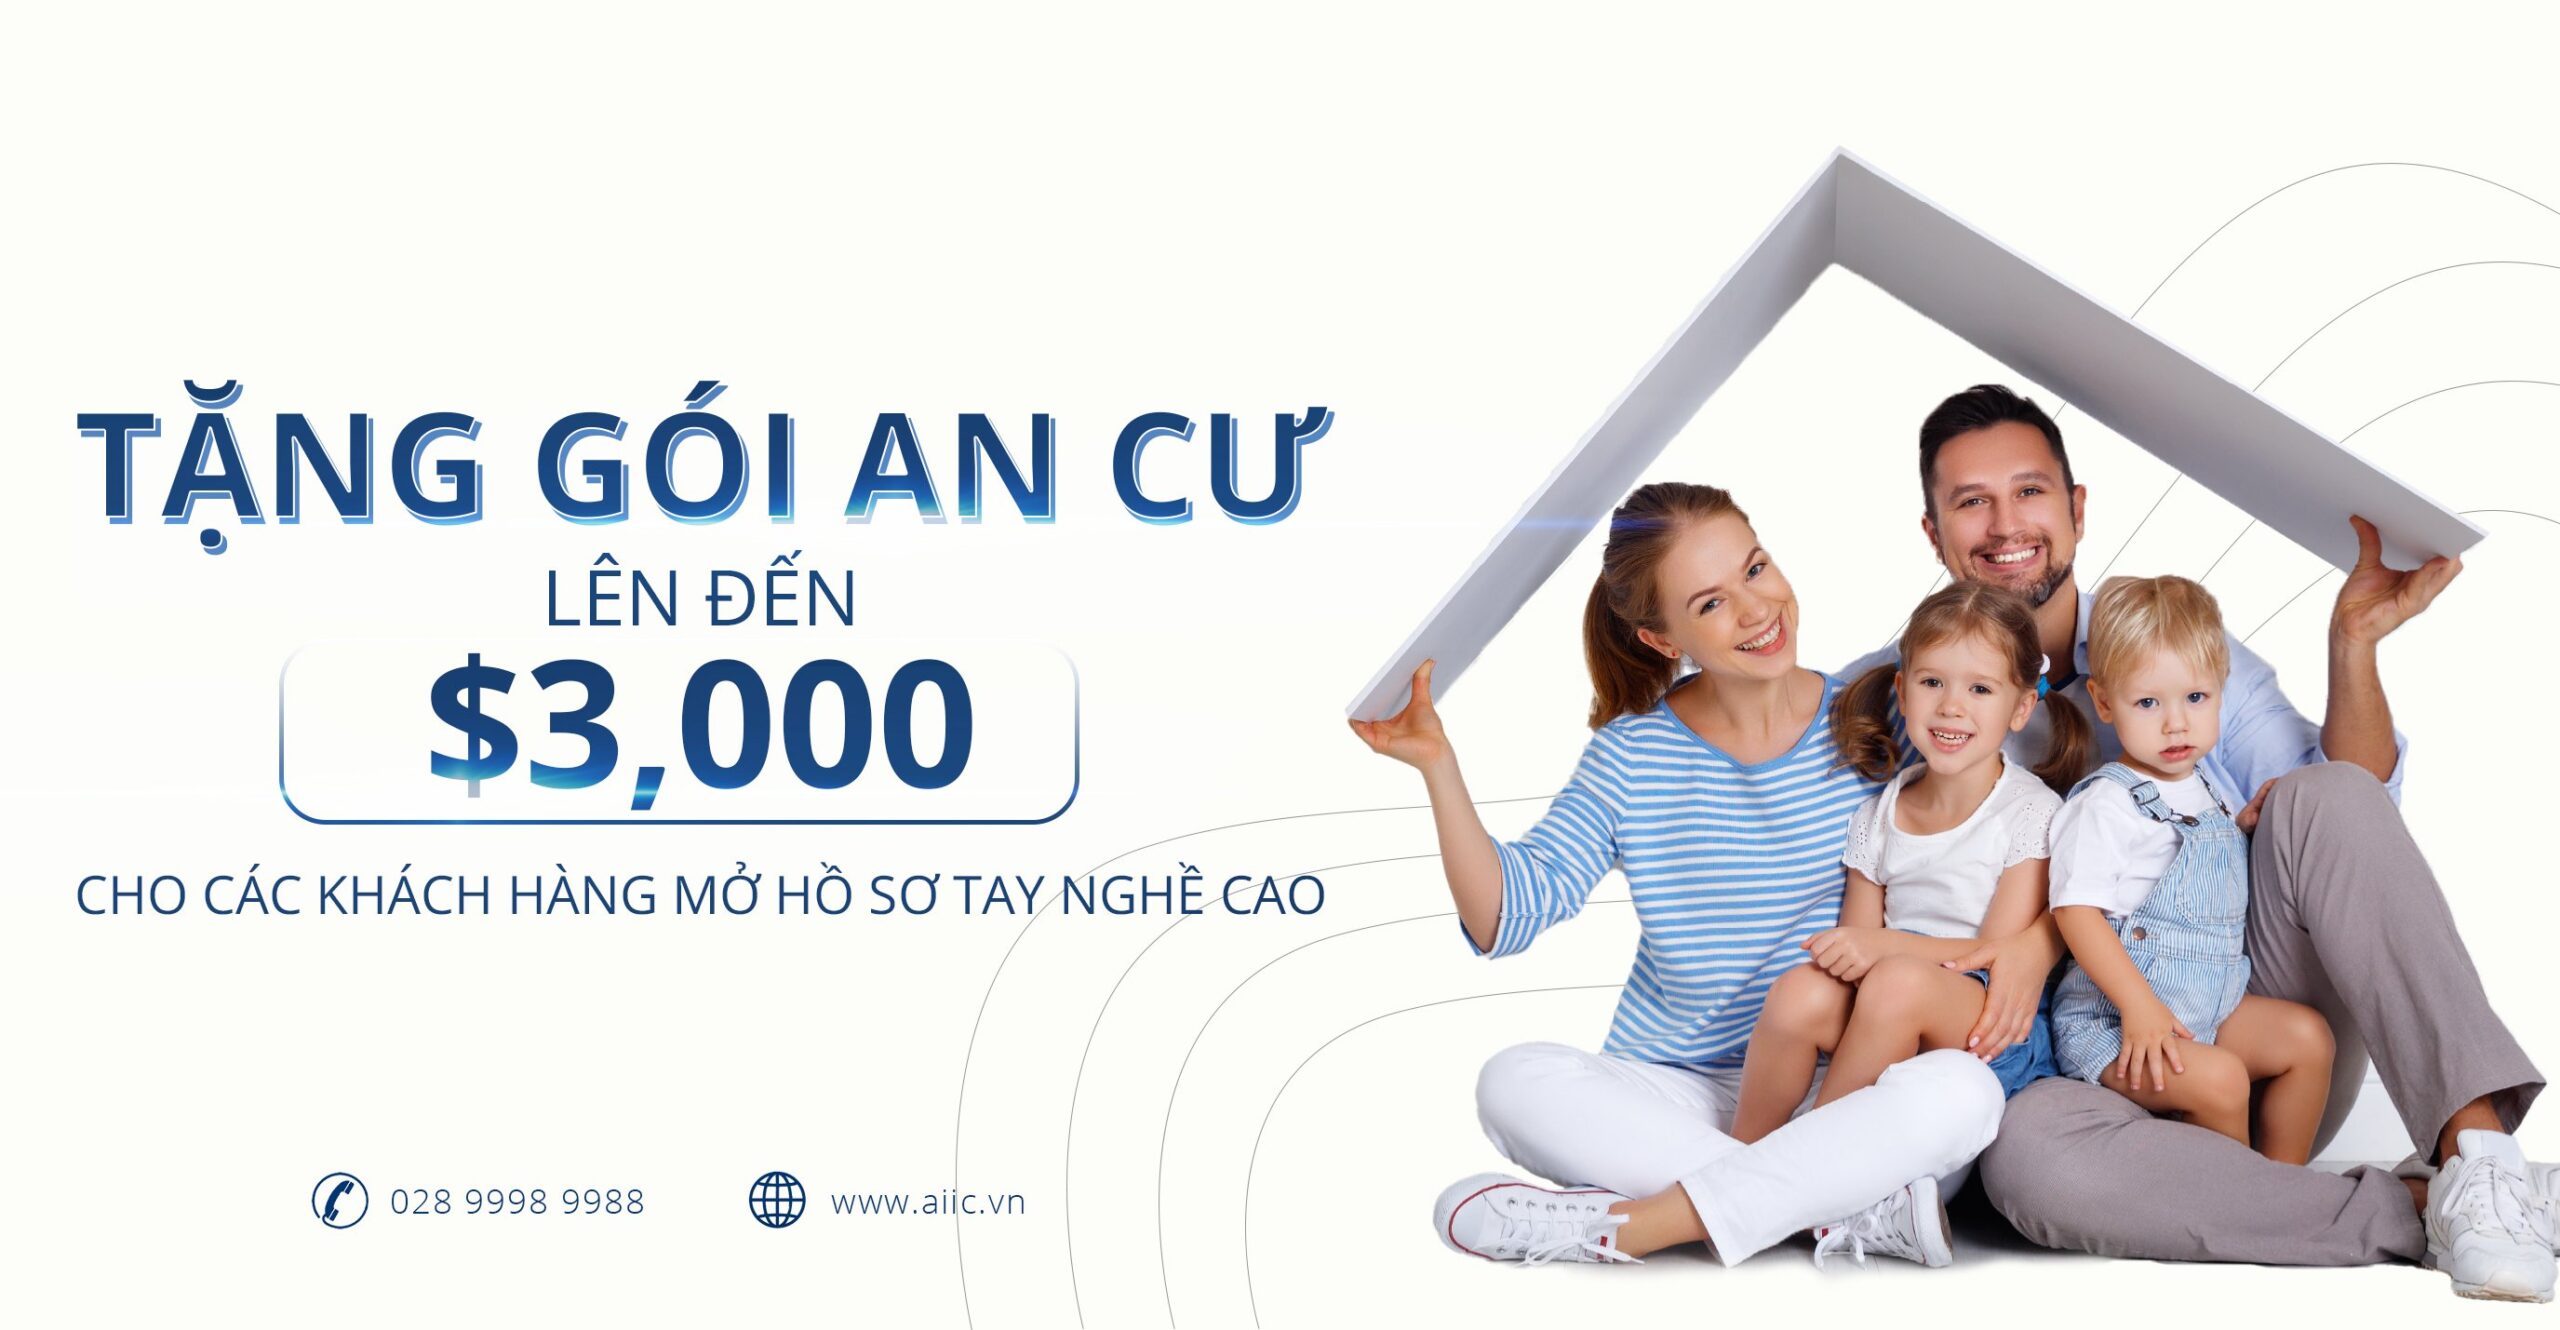 TẶNG GÓI AN CƯ
LÊN ĐẾN
$3,000
CHO CÁC KHÁCH HÀNG MỞ HỒ SƠ TAY NGHỀ CAO
028 9998 9988
www.aiic.vn